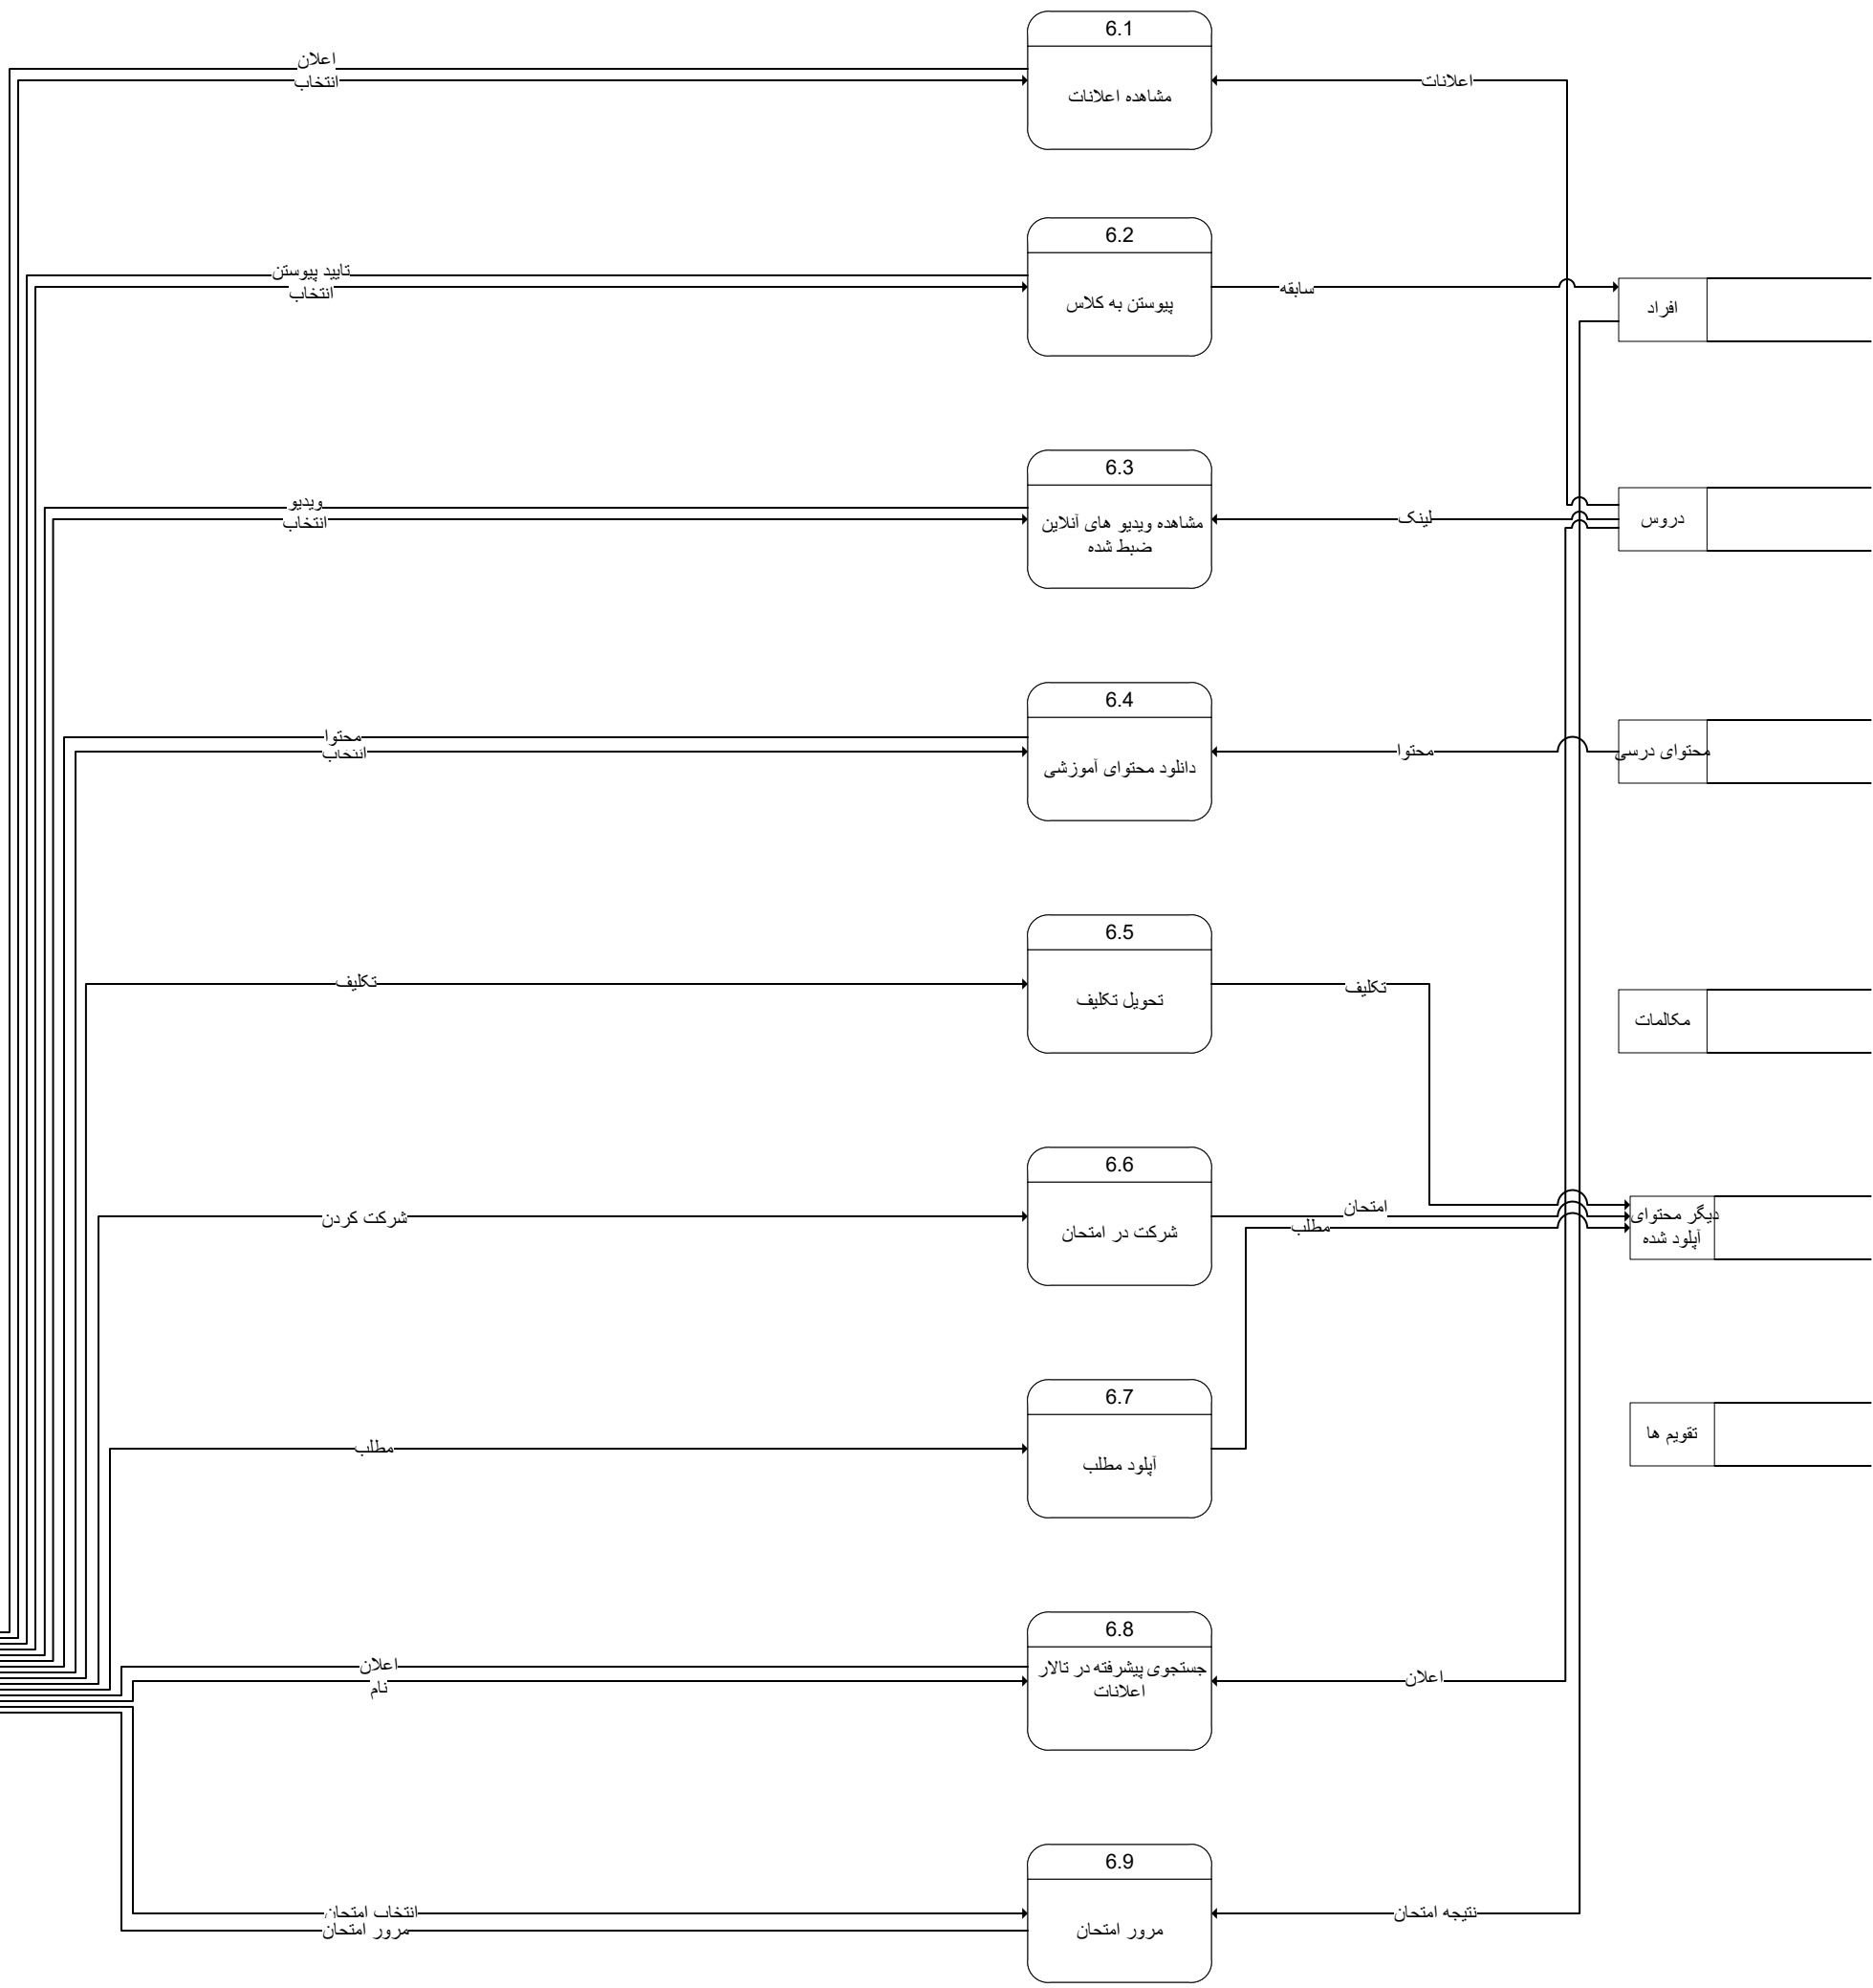 6.1
اعلان
انتخاب
مشاهده اعلانات
اعلانات
6.2
تایید پیوستن
انتخاب
پیوستن به کلاس
سابقه
افراد
6.3
ویدیو
انتخاب
مشاهده ویدیو های آنلاین
ضبط شده
لینک
دروس
6.4
محتوا
انتخاب
دانلود محتوای آموزشی
محتوا
محتوای درسی
6.5
تکلیف
تحویل تکلیف
تکلیف
مکالمات
6.6
شرکت کردن
شرکت در امتحان
امتحان
مطلب
دیگر محتوای
آپلود شده
6.7
مطلب
آپلود مطلب
تقویم ها
6.8
اعلان
نام
جستجوی پیشرفته در تالار
اعلانات
اعلان
6.9
انتخاب امتحان
مرور امتحان
مرور امتحان
نتیجه امتحان